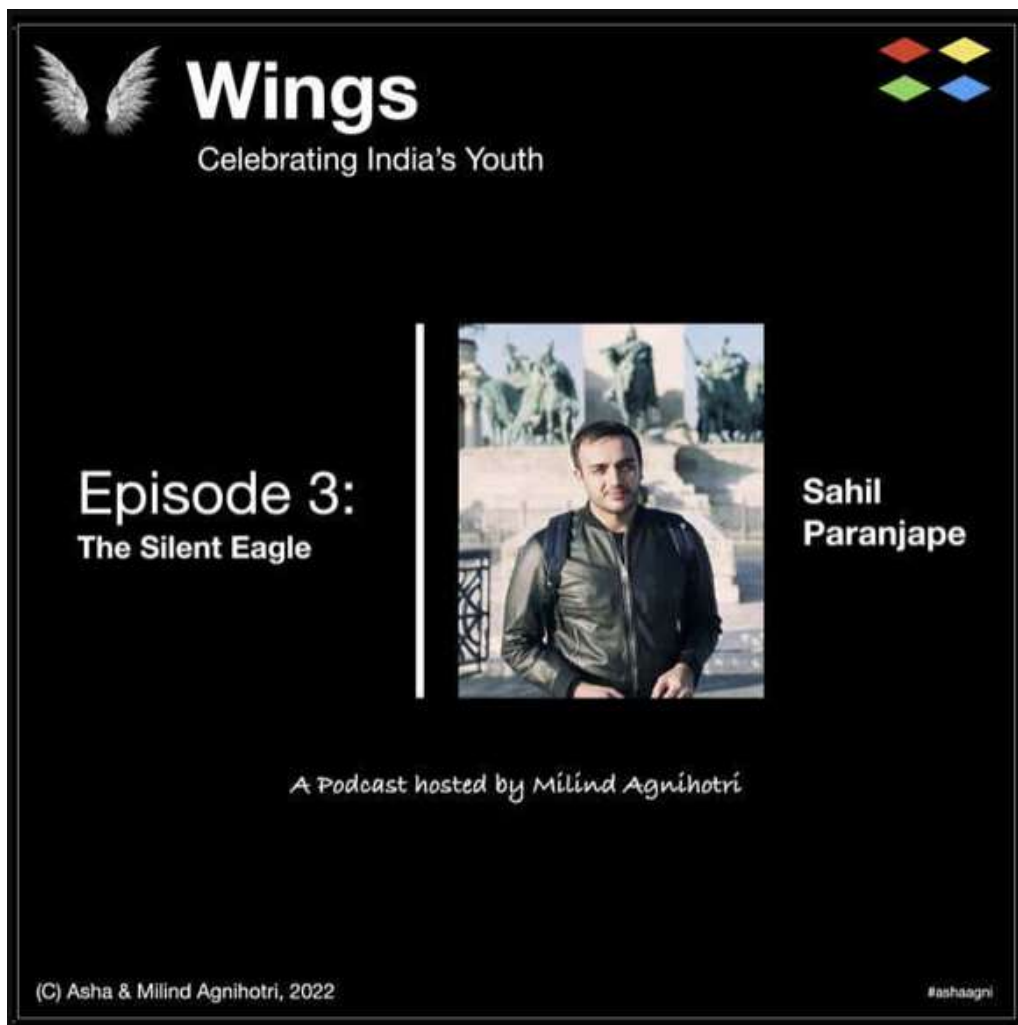 Wings
Celebrating India's Youth
Episode 3:
The Silent Eagle
Sahil
Paranjape
A Podcast hosted by Milind Agnihotri
(C) Asha & Milind Agnihotri, 2022
#ashaagni